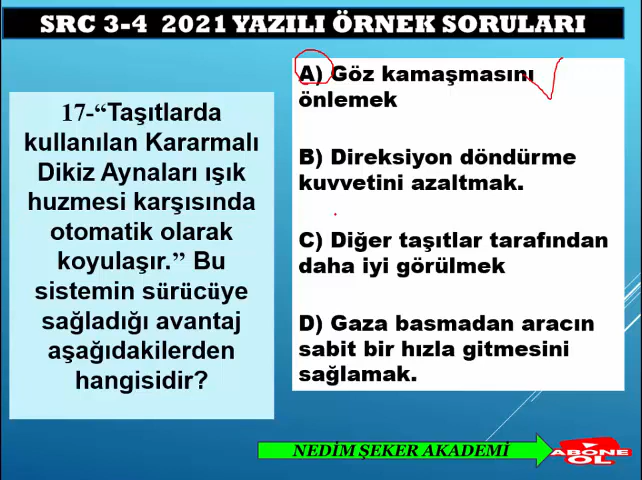 SRC 3-4 2021 YAZILI ÖRNEK SORULARI
17-“Taşıtlarda
kullanılan Kararmalı
Dikiz Aynaları ışık
huzmesi karşısında
otomatik olarak
koyulaşır.” Bu
sistemin sürücüye
sağladığı avantaj
aşağıdakilerden
hangisidir?
A) Göz kamaşmasını
önlemek
B) Direksiyon döndürme
kuvvetini azaltmak.
C) Diğer taşıtlar tarafından
daha iyi görülmek
D) Gaza basmadan aracın
sabit bir hızla gitmesini
sağlamak.
NEDİM ŞEKER AKADEMİ
ABONE
OL